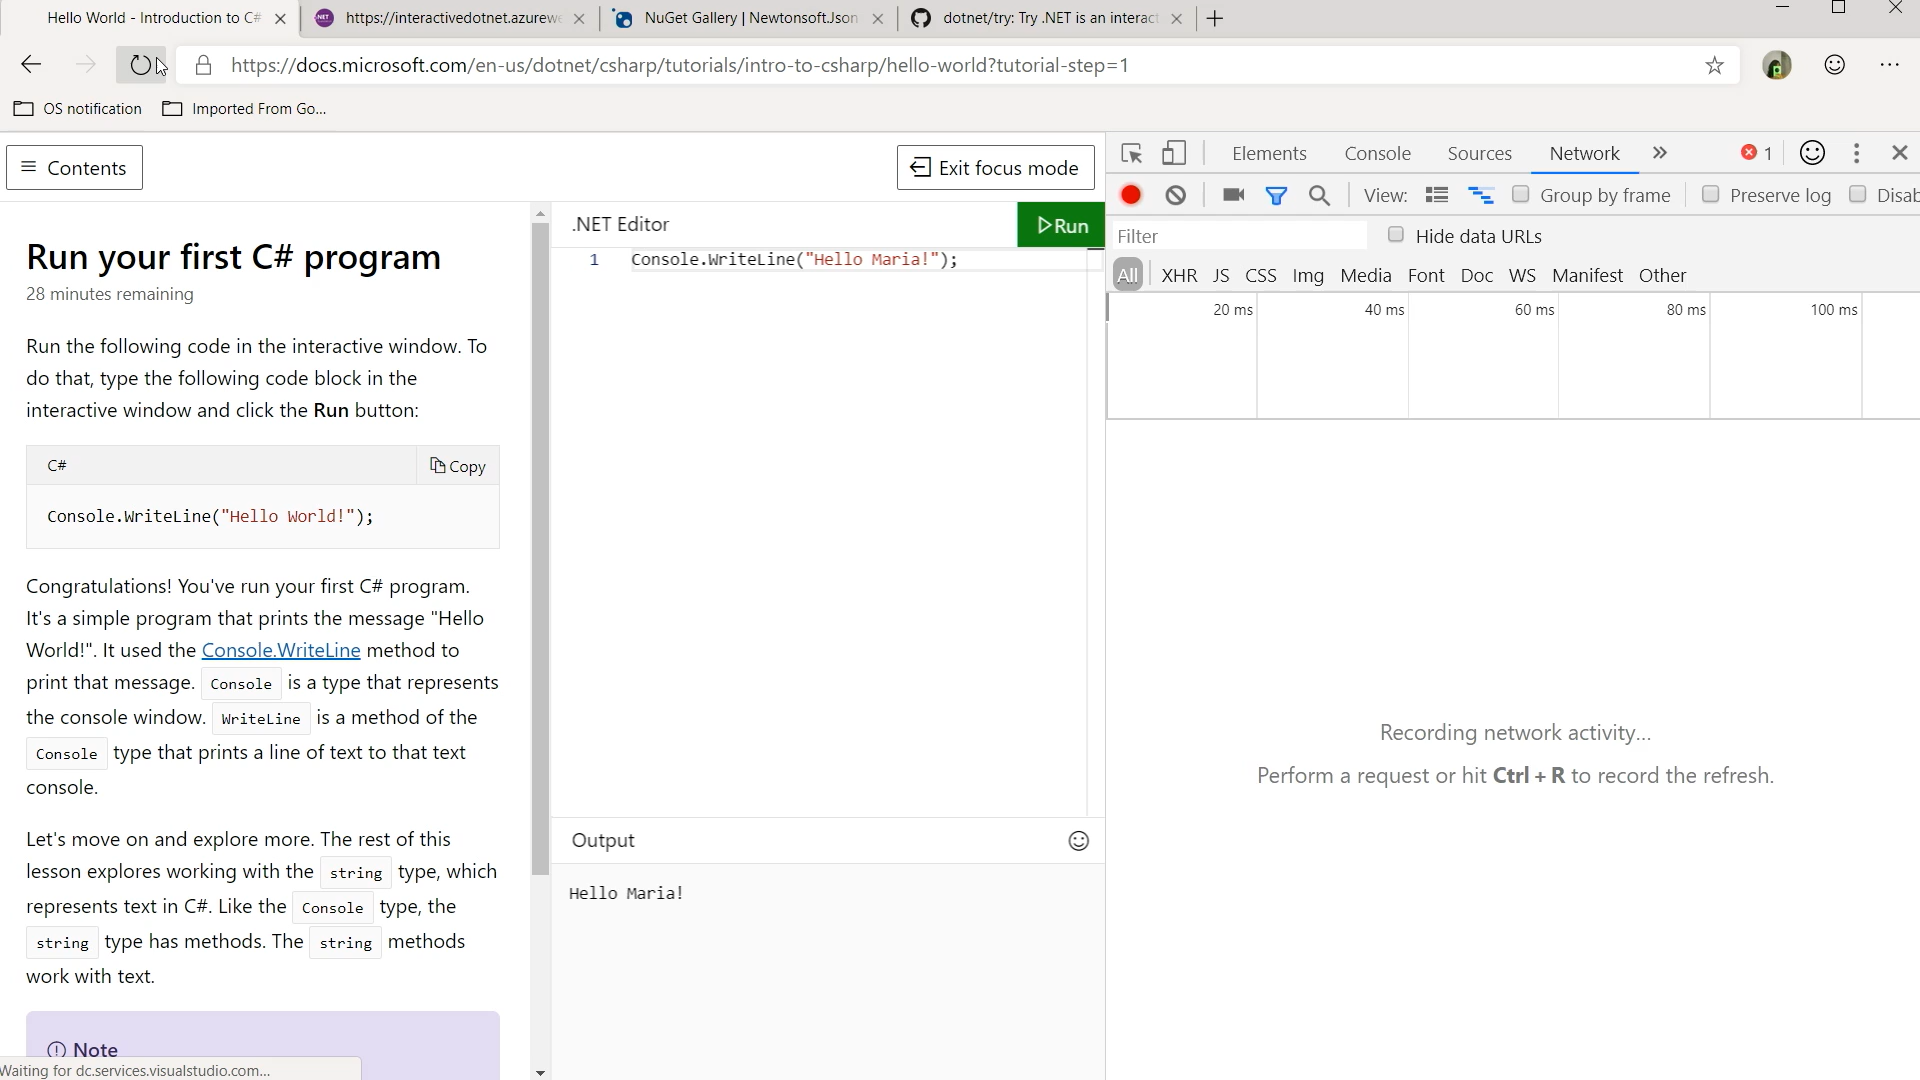 Hello World - Introduction to C#
https://interactivedotnet.azurewe
NuGet Gallery | Newtonsoft.Json
dotnet/try: Try .NET is an interact
https://docs.microsoft.com/en-us/dotnet/csharp/tutorials/intro-to-csharp/hello-world?tutorial-step=1
OS notification
Imported From Go...
Contents
Exit focus mode
Run your first C# program
28 minutes remaining
Run the following code in the interactive window. To
do that, type the following code block in the
interactive window and click the Run button:
C#
Copy
Console.WriteLine("Hello World!");
Congratulations! You've run your first C# program.
It's a simple program that prints the message "Hello
World!". It used the Console.WriteLine method to
print that message. Console is a type that represents
the console window. WriteLine is a method of the
Console type that prints a line of text to that text
console.
Let's move on and explore more. The rest of this
lesson explores working with the string type, which
represents text in C#. Like the Console type, the
string type has methods. The string methods
work with text.
Note
Waiting for dc.services.visualstudio.com...
.NET Editor
Run
1 Console.WriteLine("Hello Maria!");
Output
Hello Maria!
Elements Console Sources Network 1
View: Group by frame Preserve log Disab
Filter Hide data URLs
All XHR JS CSS Img Media Font Doc WS Manifest Other
20 ms 40 ms 60 ms 80 ms 100 ms
Recording network activity...
Perform a request or hit Ctrl + R to record the refresh.